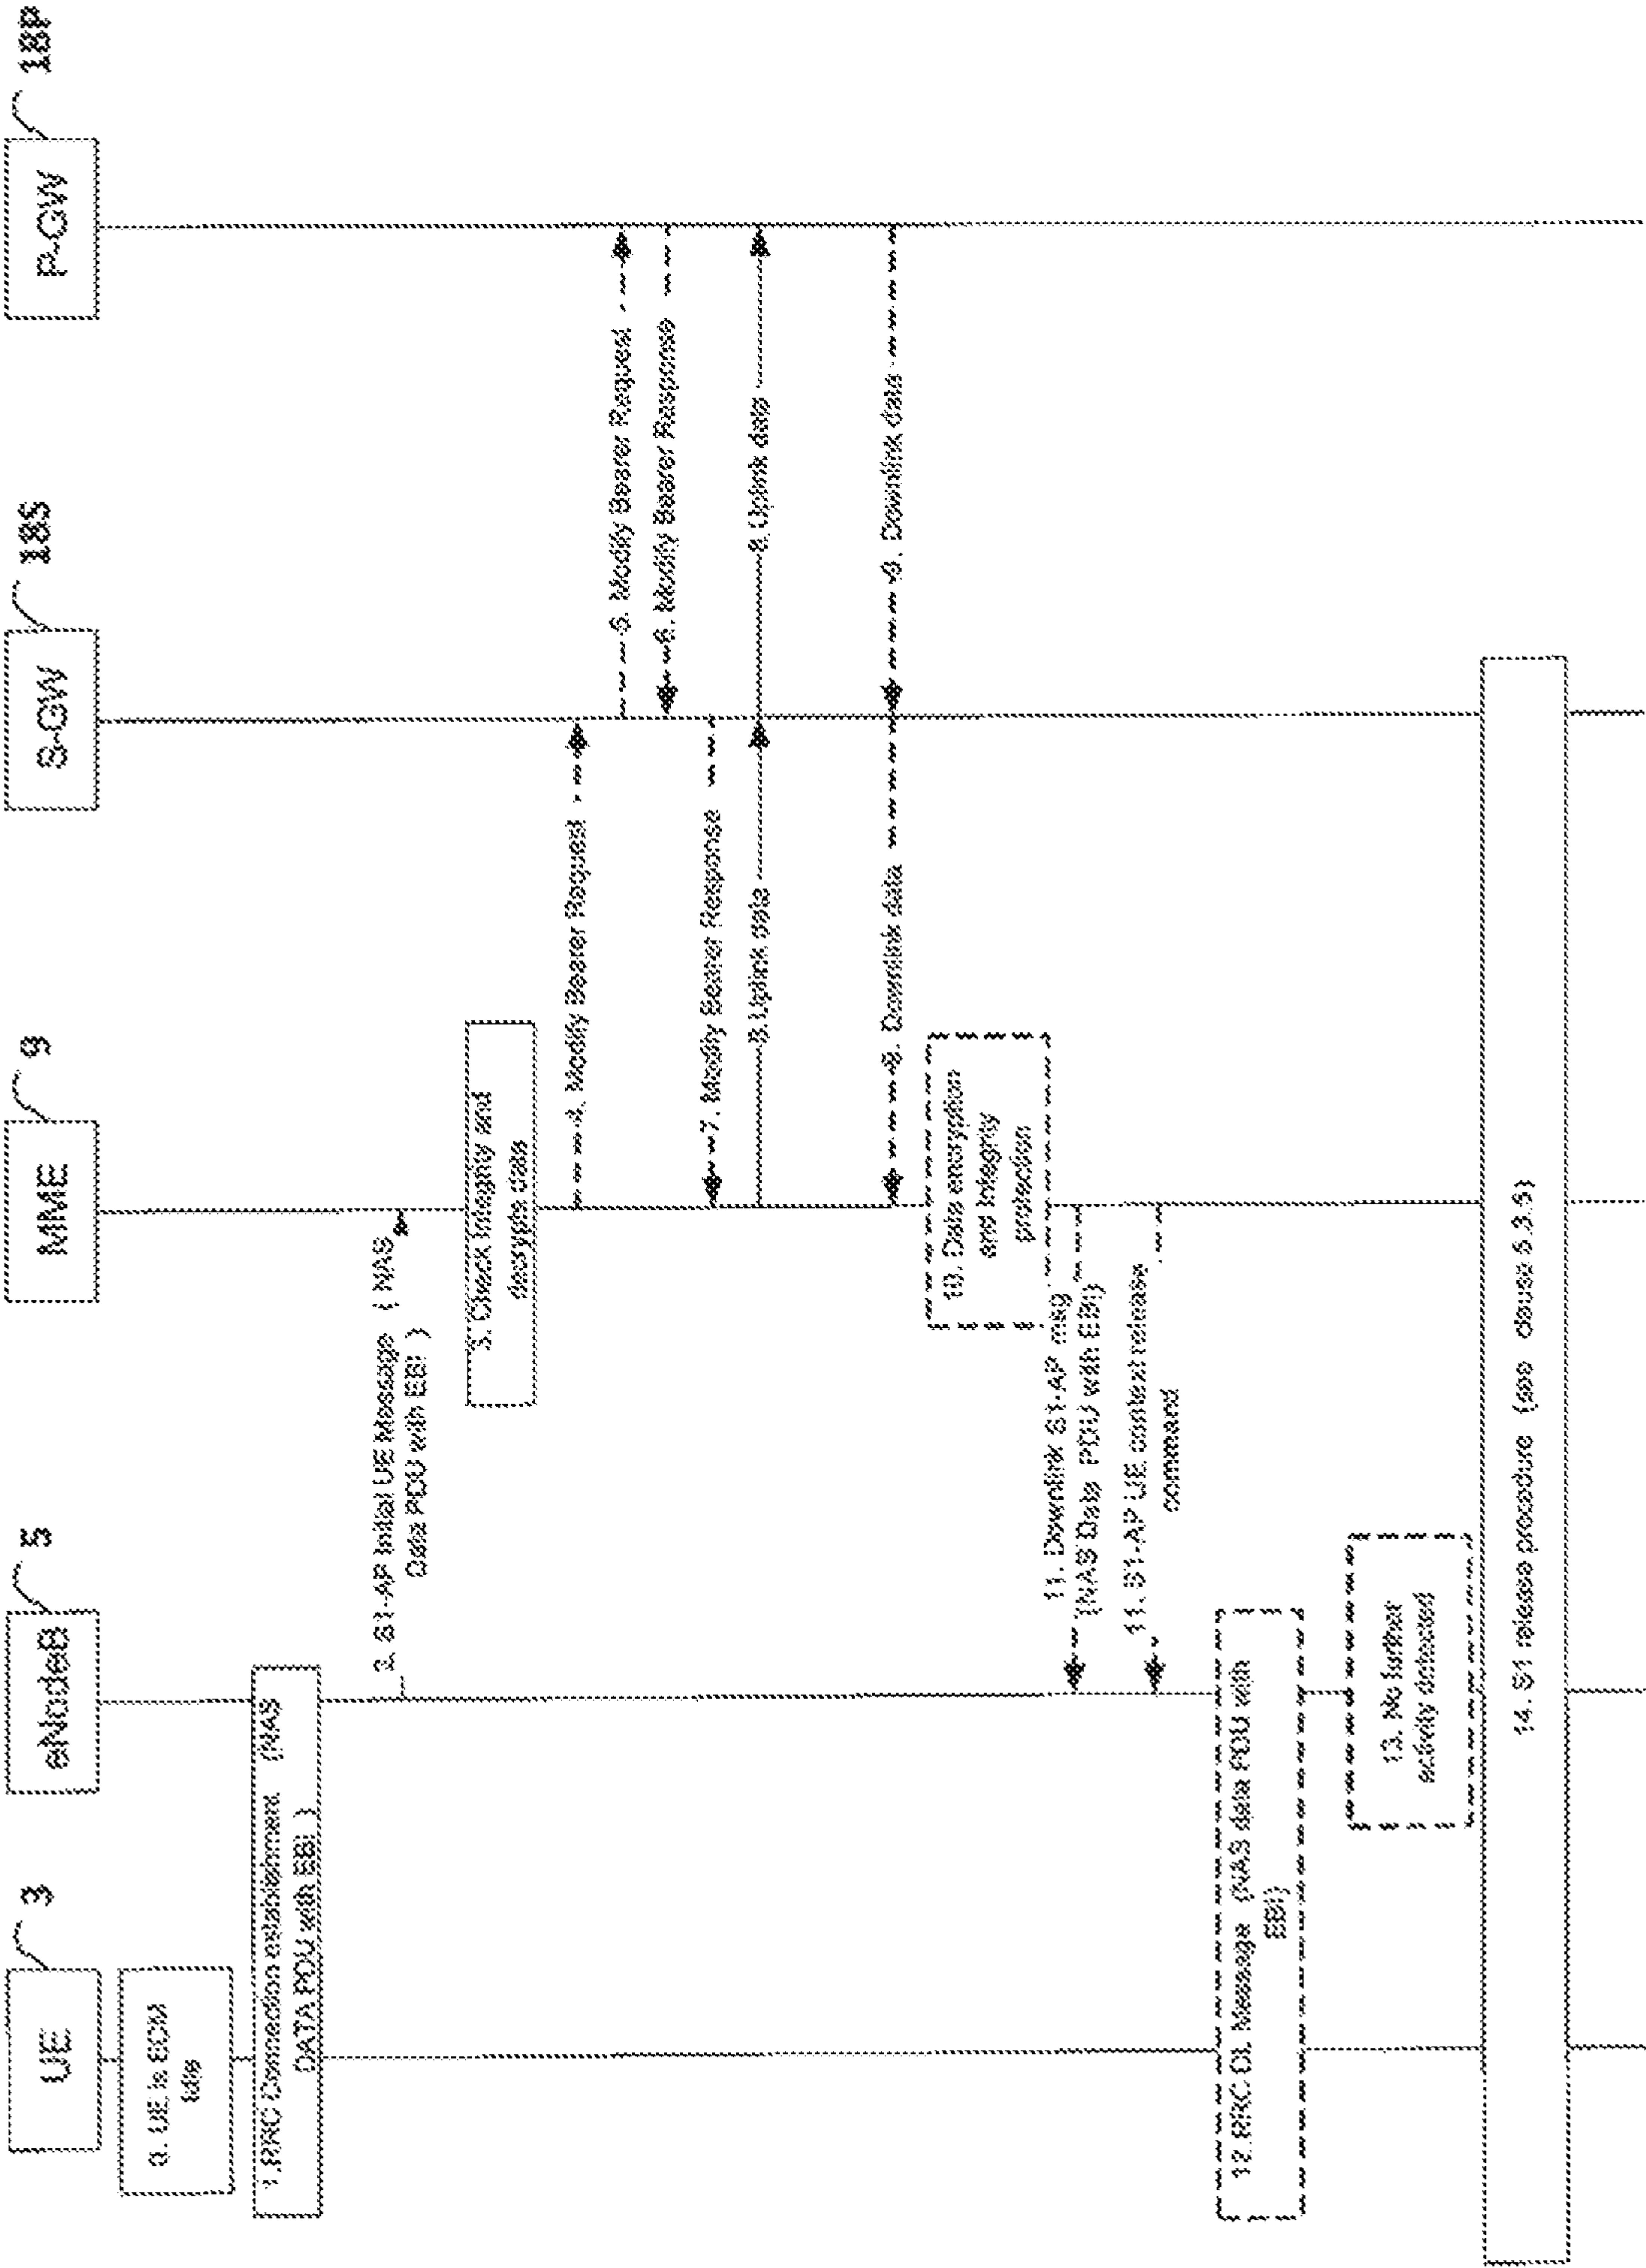 UE
3
eNodeB
5
MME
9
S-GW
18S
P-GW
18P
0. UE is ECM
Idle
1. RRC Connection establishment (NAS
DATA PDU with EBI )
2. S1-AP Initial UE Message ( NAS
Data PDU with EBI )
3. Check Integrity and
decrypte data
4. Modify Bearer Request
5. Modify Bearer Request
6. Modify Bearer Response
7. Modify Bearer Response
8. Uplink data
8. Uplink data
9. Downlink data
9. Downlink data
10. Data encryption
and Integrity
protection
11. Downlink S1-AP msg
(NAS Data PDU with EBI)
11. S1-AP UE context release
command
12. RRC DL Message (NAS data PDU with
EBI)
13. No further
activity detected
14. S1 release procedure (see clause 5.3.5)